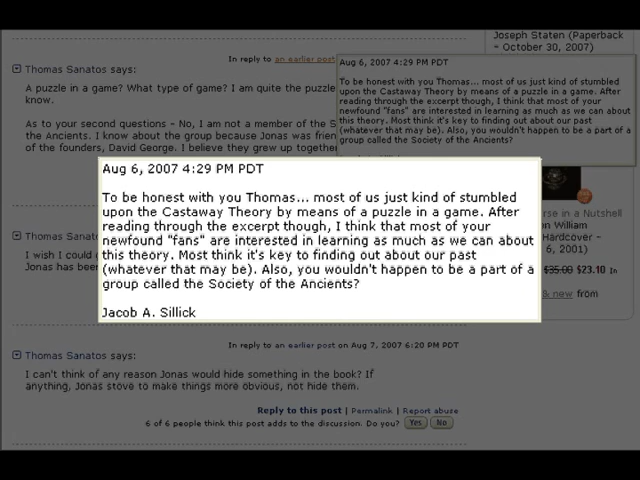 Joseph Staten (Paperback
- October 30, 2007)
In reply to an earlier post
Thomas Sanatos says:
A puzzle in a game? What type of game? I am quite the puzzle
know.
As to your second questions – No, I am not a member of the S
the Ancients. I know about the group because Jonas was frien
of the founders, David George. I believe they grew up together
Aug 6, 2007 4:29 PM PDT
To be honest with you Thomas... most of us just kind of stumbled
upon the Castaway Theory by means of a puzzle in a game. After
reading through the excerpt though, I think that most of your
newfound "fans" are interested in learning as much as we can about
this theory. Most think it's key to finding out about our past
(whatever that may be). Also, you wouldn't happen to be a part of a
group called the Society of the Ancients?
Aug 6, 2007 4:29 PM PDT
To be honest with you Thomas... most of us just kind of stumbled
upon the Castaway Theory by means of a puzzle in a game. After
reading through the excerpt though, I think that most of your
newfound "fans" are interested in learning as much as we can about
this theory. Most think it's key to finding out about our past
(whatever that may be). Also, you wouldn't happen to be a part of a
group called the Society of the Ancients?
Jacob A. Sillick
Thomas Sanatos
I wish I could
Jonas has been
rse in a Nutshell
William
Hardcover -
6, 2001)
$35.00 $23.10 In
& new from
In reply to an earlier post on Aug 7, 2007 6:20 PM PDT
Thomas Sanatos says:
I can't think of any reason Jonas would hide something in the book? If
anything, Jonas stove to make things more obvious, not hide them.
Reply to this post | Permalink | Report abuse
6 of 6 people think this post adds to the discussion. Do you? Yes No